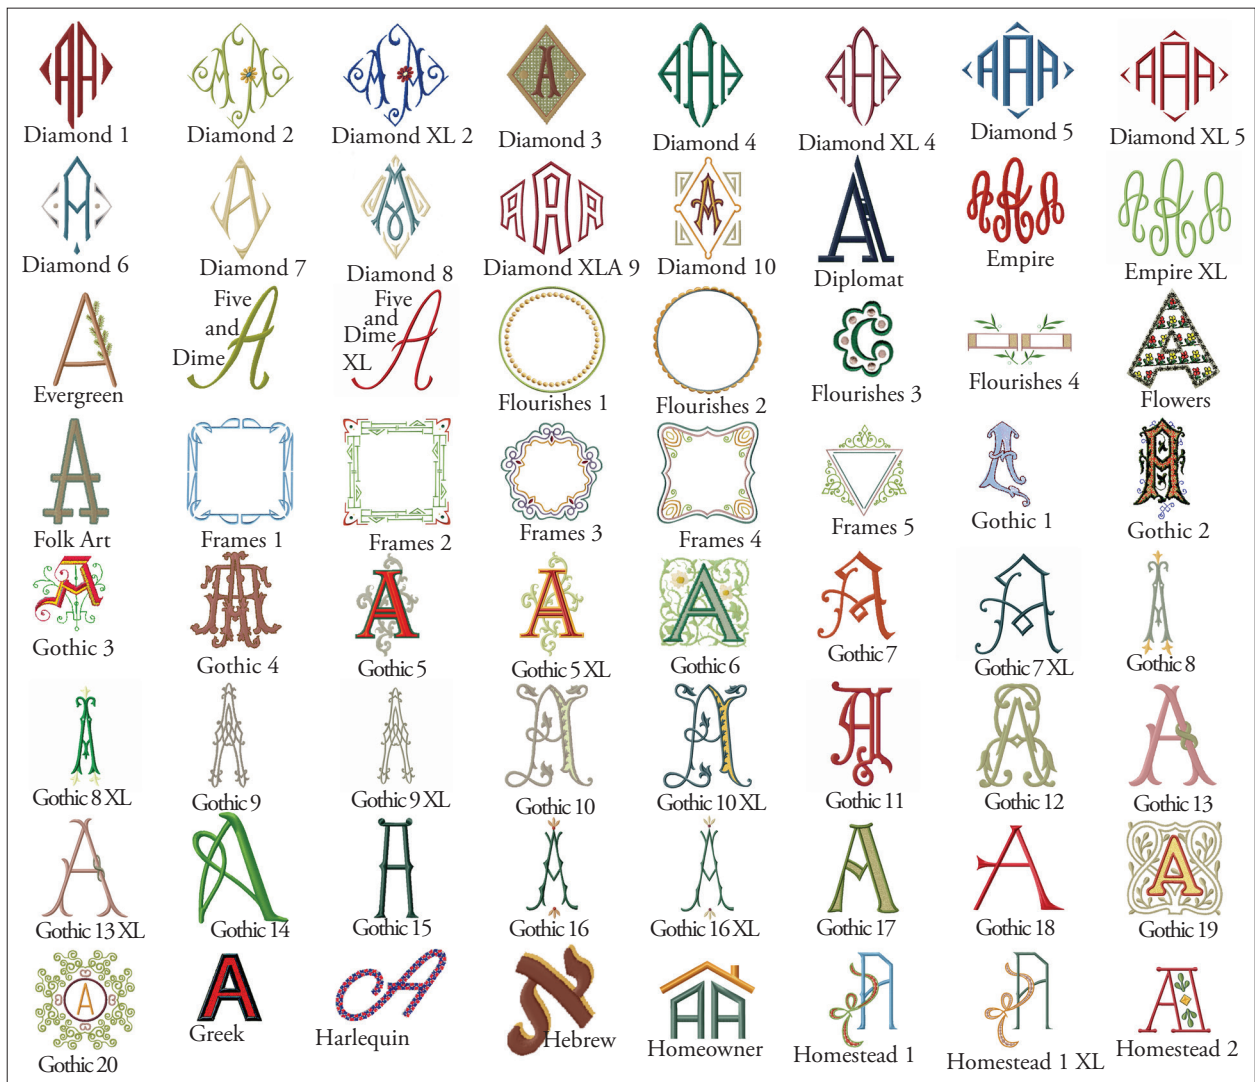 Diamond 1
Diamond 2
Diamond XL 2
Diamond 3
Diamond 4
Diamond XL 4
Diamond 5
Diamond XL 5
Diamond 6
Diamond 7
Diamond 8
Diamond XLA 9
Diamond 10
Diplomat
Empire
Empire XL
Evergreen
Five
and
Dime
Five
and
Dime
XL
Flourishes 1
Flourishes 2
Flourishes 3
Flourishes 4
Flowers
Folk Art
Frames 1
Frames 2
Frames 3
Frames 4
Frames 5
Gothic 1
Gothic 2
Gothic 3
Gothic 4
Gothic 5
Gothic 5 XL
Gothic 6
Gothic 7
Gothic 7 XL
Gothic 8
Gothic 8 XL
Gothic 9
Gothic 9 XL
Gothic 10
Gothic 10 XL
Gothic 11
Gothic 12
Gothic 13
Gothic 13 XL
Gothic 14
Gothic 15
Gothic 16
Gothic 16 XL
Gothic 17
Gothic 18
Gothic 19
Gothic 20
Greek
Harlequin
Hebrew
Homeowner
Homestead 1
Homestead 1 XL
Homestead 2